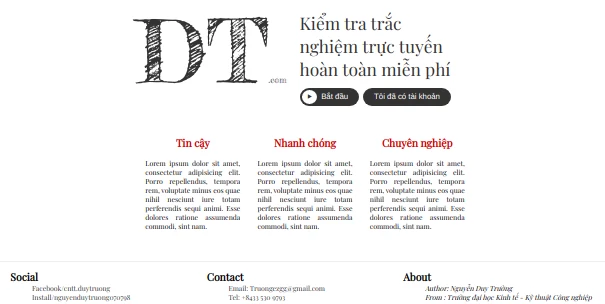 DT
.com
Kiểm tra trắc
nghiệm trực tuyến
hoàn toàn miễn phí
Bắt đầu
Tôi đã có tài khoản
Tin cậy
Lorem ipsum dolor sit amet,
consectetur adipisicing elit.
Porro repellendus, tempora
rem, voluptate minus eos quae
nihil nesciunt iure totam
perferendis sequi animi. Esse
dolores ratione assumenda
commodi, sint nam.
Nhanh chóng
Lorem ipsum dolor sit amet,
consectetur adipisicing elit.
Porro repellendus, tempora
rem, voluptate minus eos quae
nihil nesciunt iure totam
perferendis sequi animi. Esse
dolores ratione assumenda
commodi, sint nam.
Chuyên nghiệp
Lorem ipsum dolor sit amet,
consectetur adipisicing elit.
Porro repellendus, tempora
rem, voluptate minus eos quae
nihil nesciunt iure totam
perferendis sequi animi. Esse
dolores ratione assumenda
commodi, sint nam.
Social
Facebook/cntt.duytruong
Install/nguyenduytruong070798
Contact
Email: Truonge2gg@gmail.com
Tel: +8433 530 9793
About
Author: Nguyễn Duy Trường
From : Trường đại học Kinh tế - Kỹ thuật Công nghiệp